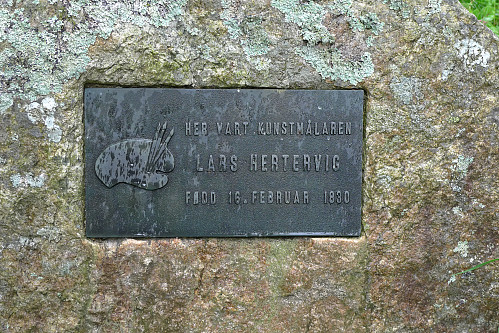 HER VART KUNSTMÅLAREN
LARS HERTERVIG
FØDD 16. FEBRUAR 1830